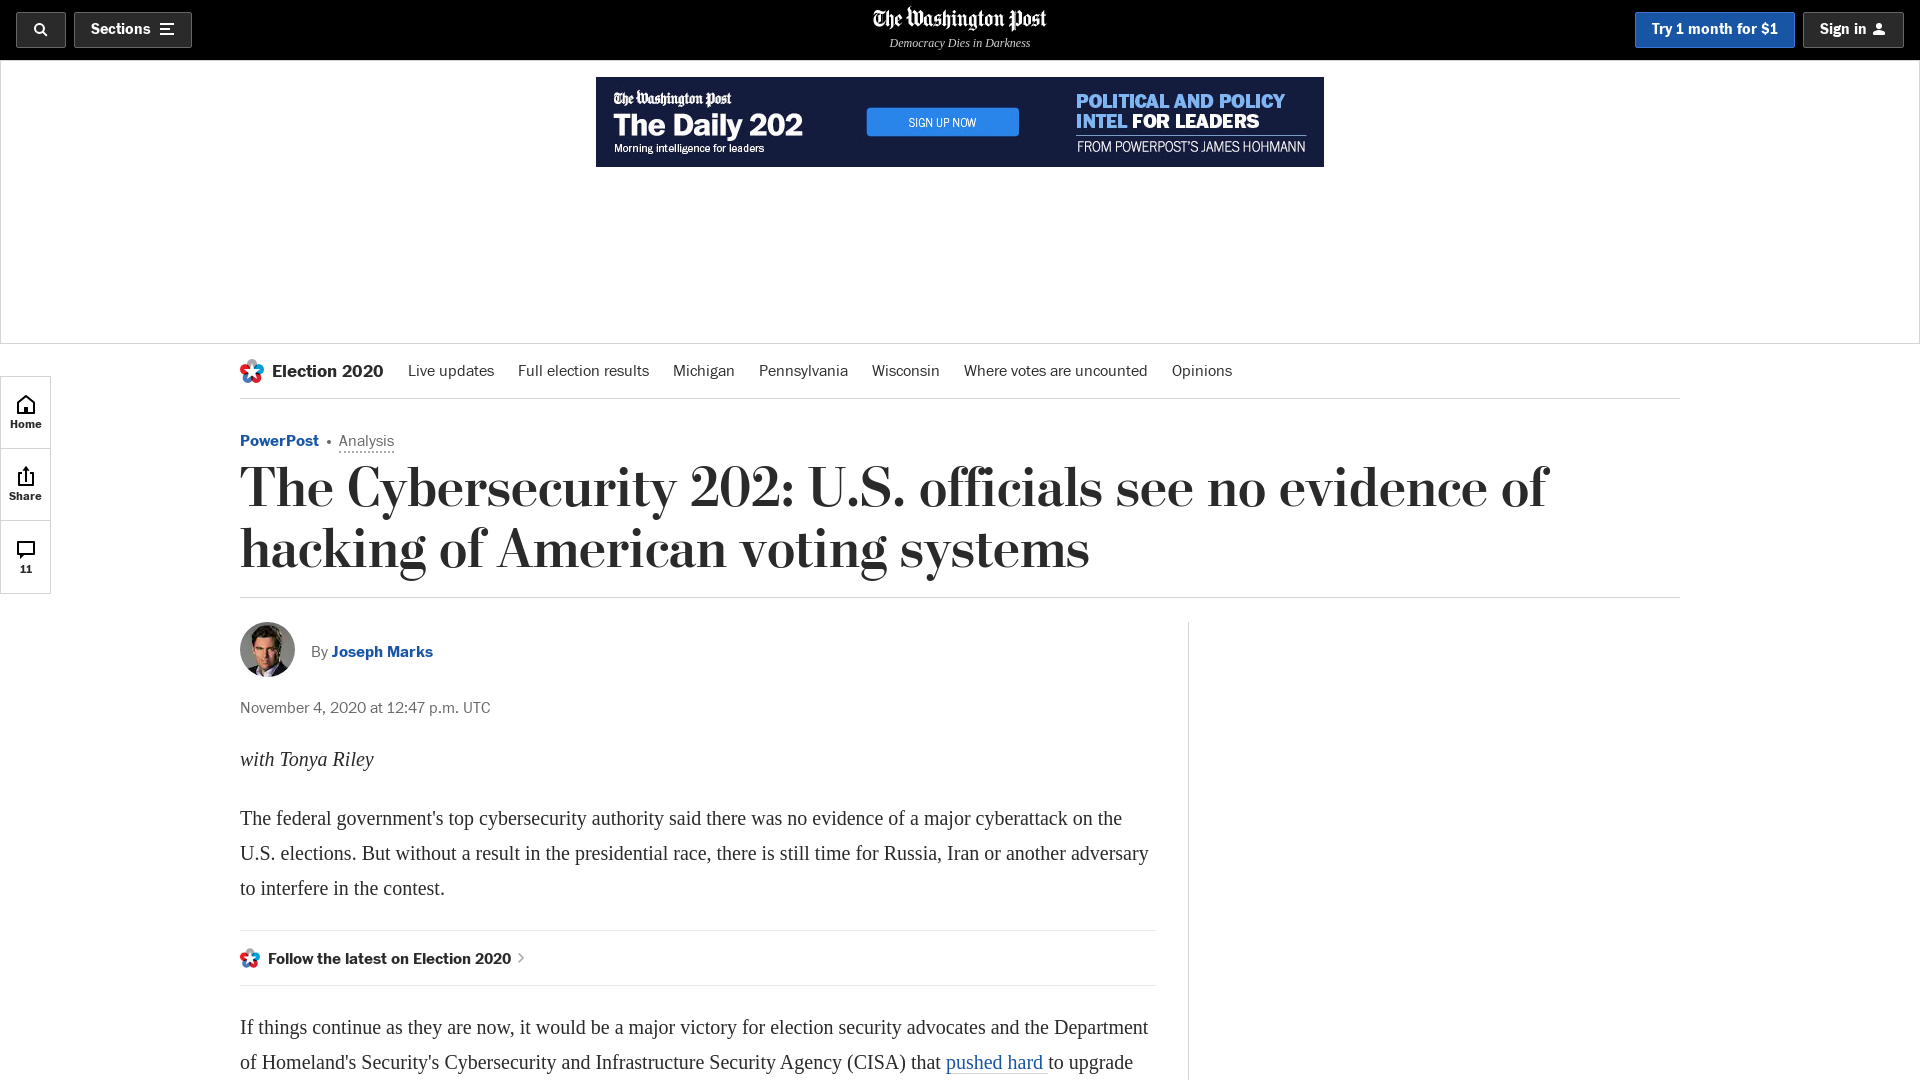 Sections
The Washington Post
Democracy Dies in Darkness
Try 1 month for $1
Sign in
The Washington Post
The Daily 202
Morning intelligence for leaders
SIGN UP NOW
POLITICAL AND POLICY
INTEL FOR LEADERS
FROM POWERPOST'S JAMES HOHMANN
Election 2020
Live updates
Full election results
Michigan
Pennsylvania
Wisconsin
Where votes are uncounted
Opinions
Home
Share
11
PowerPost • Analysis
The Cybersecurity 202: U.S. officials see no evidence of
hacking of American voting systems
By Joseph Marks
November 4, 2020 at 12:47 p.m. UTC
with Tonya Riley
The federal government's top cybersecurity authority said there was no evidence of a major cyberattack on the
U.S. elections. But without a result in the presidential race, there is still time for Russia, Iran or another adversary
to interfere in the contest.
Follow the latest on Election 2020
If things continue as they are now, it would be a major victory for election security advocates and the Department
of Homeland's Security's Cybersecurity and Infrastructure Security Agency (CISA) that pushed hard to upgrade